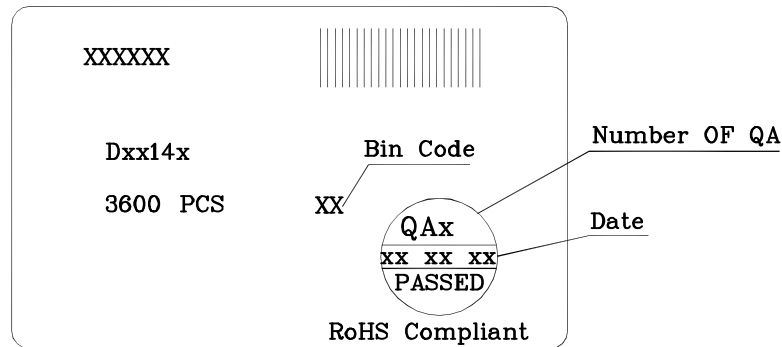 XXXXXX
Number OF QA
Dxx14x
Bin Code
3600 PCS
XX
QAx
Date
xx xx xx
PASSED
RoHS Compliant